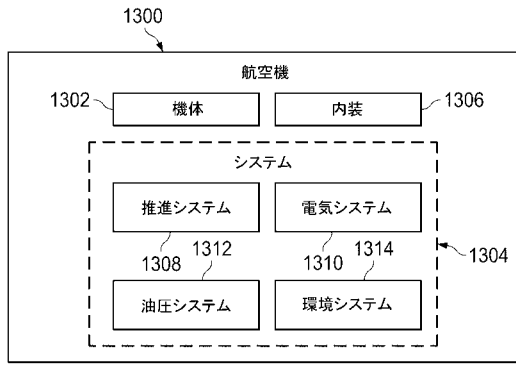 1300
航空機
1302
機体
内装
1306
システム
推進システム
電気システム
1308
1312
1310
1314
1304
油圧システム
環境システム